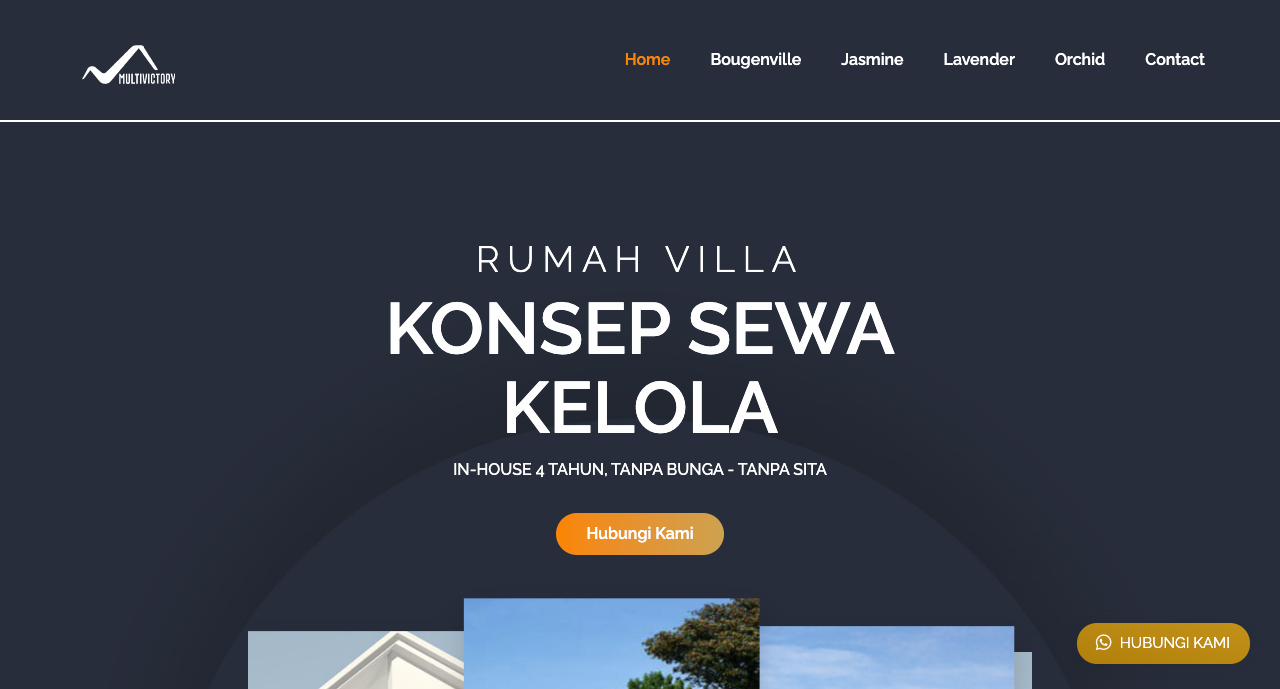 MULTIVICTORY
Home Bougenville Jasmine Lavender Orchid Contact
RUMAH VILLA
KONSEP SEWA
KELOLA
IN-HOUSE 4 TAHUN, TANPA BUNGA - TANPA SITA
Hubungi Kami
HUBUNGI KAMI